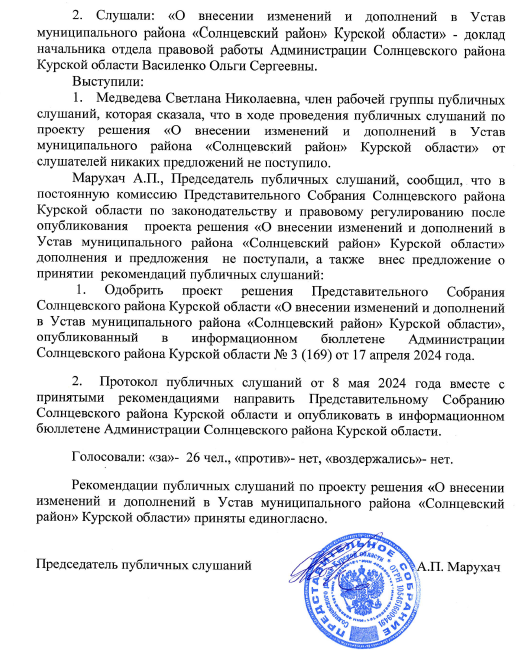 2. Слушали: «О внесении изменений и дополнений в Устав
муниципального района «Солнцевский район» Курской области» - доклад
начальника отдела правовой работы Администрации Солнцевского района
Курской области Василенко Ольги Сергеевны.
Выступили:
1. Медведева Светлана Николаевна, член рабочей группы публичных
слушаний, которая сказала, что в ходе проведения публичных слушаний по
проекту решения «О внесении изменений и дополнений в Устав
муниципального района «Солнцевский район» Курской области» от
слушателей никаких предложений не поступило.
Марухач А.П., Председатель публичных слушаний, сообщил, что в
постоянную комиссию Представительного Собрания Солнцевского района
Курской области по законодательству и правовому регулированию после
опубликования проекта решения «О внесении изменений и дополнений в
Устав муниципального района «Солнцевский район» Курской области»
дополнения и предложения не поступали, а также внес предложение о
принятии рекомендаций публичных слушаний:
1. Одобрить проект решения Представительного Собрания
Солнцевского района Курской области «О внесении изменений и дополнений
в Устав муниципального района «Солнцевский район» Курской области»,
опубликованный в информационном бюллетене Администрации
Солнцевского района Курской области № 3 (169) от 17 апреля 2024 года.
2. Протокол публичных слушаний от 8 мая 2024 года вместе с
принятыми рекомендациями направить Представительному Собранию
Солнцевского района Курской области и опубликовать в информационном
бюллетене Администрации Солнцевского района Курской области.
Голосовали: «за»- 26 чел., «против»- нет, «воздержались»- нет.
Рекомендации публичных слушаний по проекту решения «О внесении
изменений и дополнений в Устав муниципального района «Солнцевский
район» Курской области» приняты единогласно.
Председатель публичных слушаний А.П. Марухач
ПРЕДСТАВИТЕЛЬНОЕ СОБРАНИЕ